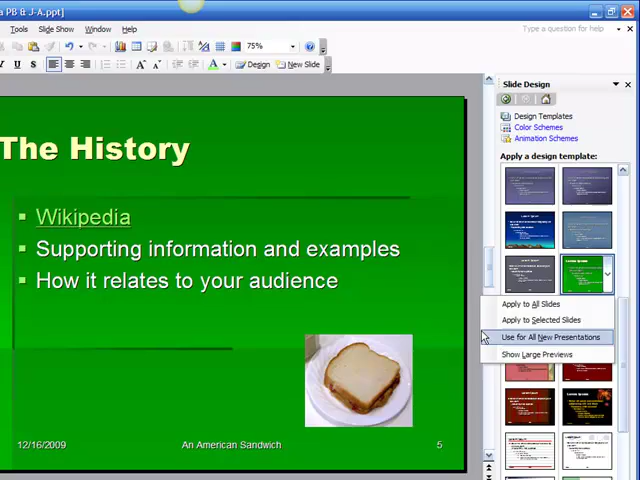 a PB & J-A.ppt]
Tools Slide Show Window Help
Type a question for help
75%
U S A Design New Slide
Slide Design
Design Templates
Color Schemes
Animation Schemes
Apply a design template:
The History
Wikipedia
Supporting information and examples
How it relates to your audience
Apply to All Slides
Apply to Selected Slides
Use for All New Presentations
Show Large Previews
12/16/2009 An American Sandwich 5